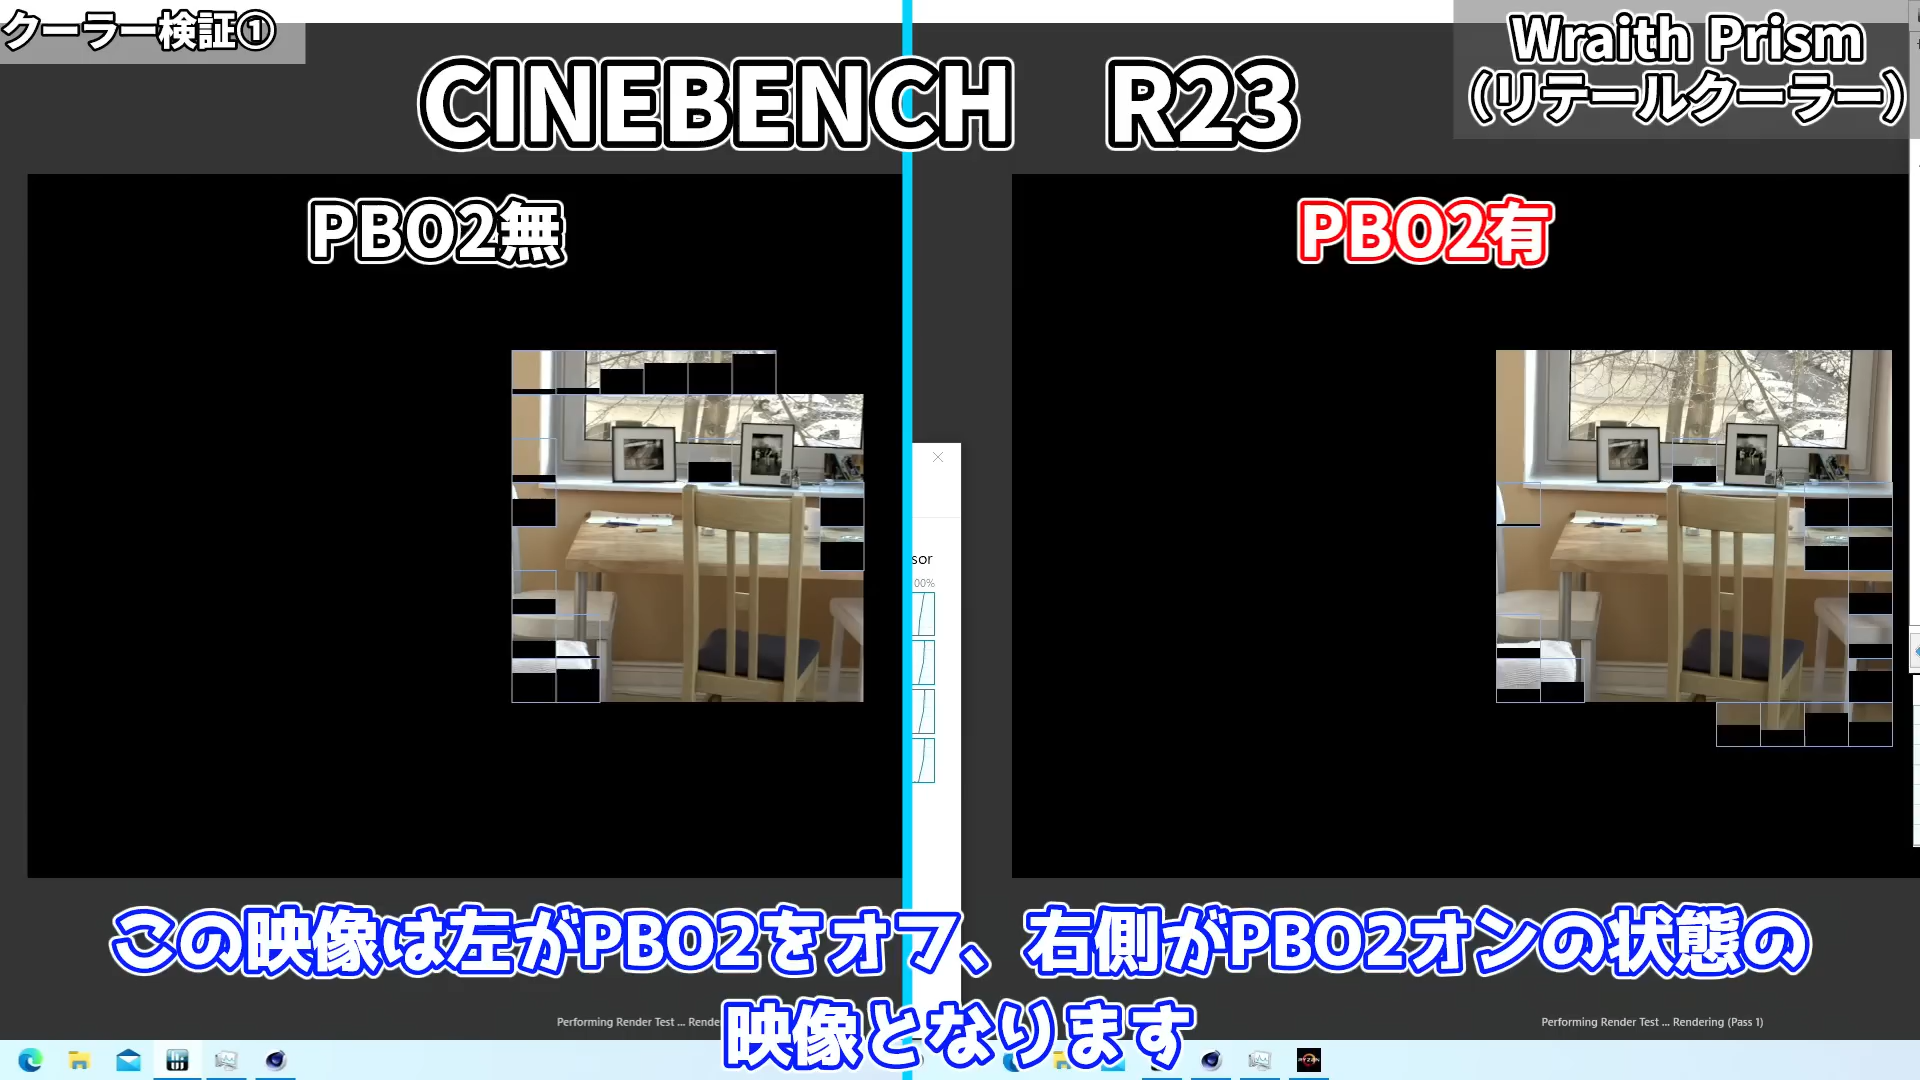 クーラー検証①
Wraith Prism
（リテールクーラー）
CINEBENCH R23
PBO2無
PBO2有
sor
00%
この映像は左がPBO2をオフ、右側がPBO2オンの状態の
映像となります
Performing Render Test ... Rende
Performing Render Test ... Rendering (Pass 1)
RYZEN